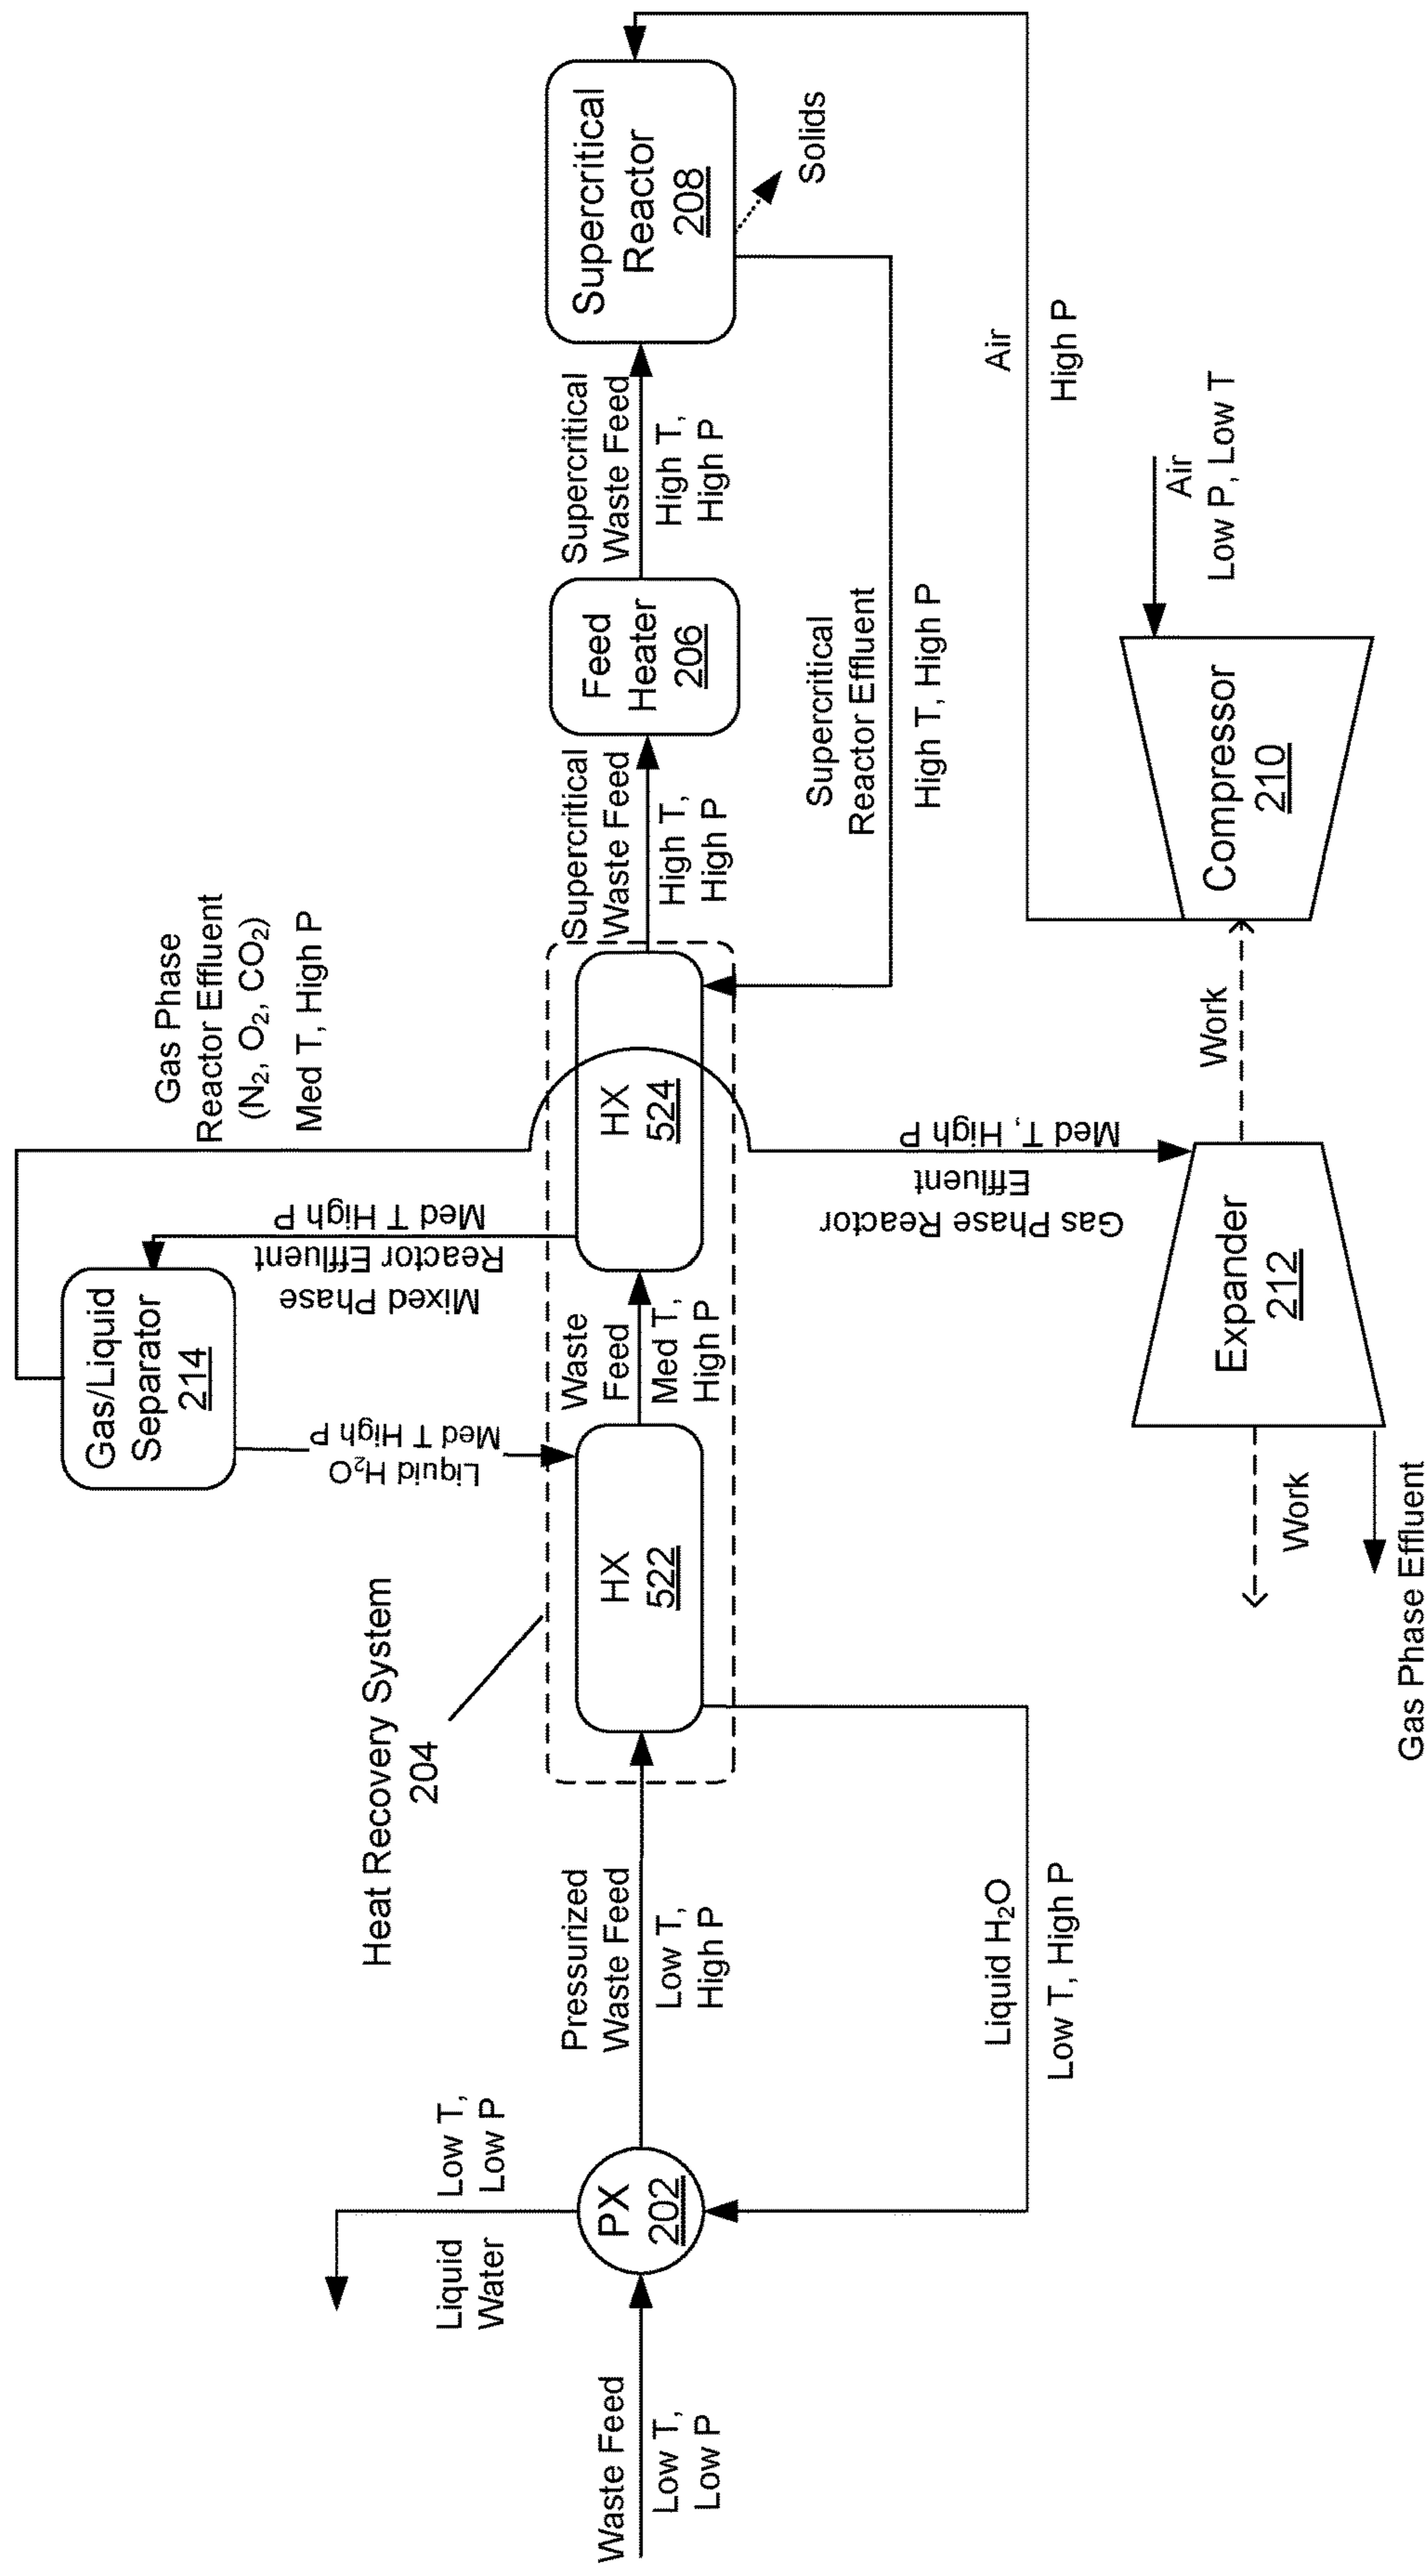 Waste Feed
Low T,
Low P
Liquid
Water
Low T,
Low P
PX
202
Pressurized
Waste Feed
Low T,
High P
Liquid H₂O
Low T, High P
Heat Recovery System
204
HX
522
Waste
Feed
Med T,
High P
HX
524
Gas/Liquid
Separator
214
Liquid H₂O
Med T High P
Mixed Phase
Reactor Effluent
Med T High P
Gas Phase
Reactor Effluent
(N₂, O₂, CO₂)
Med T, High P
Gas Phase Reactor
Effluent
Med T, High P
Supercritical
Waste Feed
High T,
High P
Feed
Heater
206
Supercritical
Waste Feed
High T,
High P
Supercritical
Reactor
208
Solids
Supercritical
Reactor Effluent
High T, High P
Air
High P
Air
Low P, Low T
Compressor
210
Work
Expander
212
Work
Gas Phase Effluent